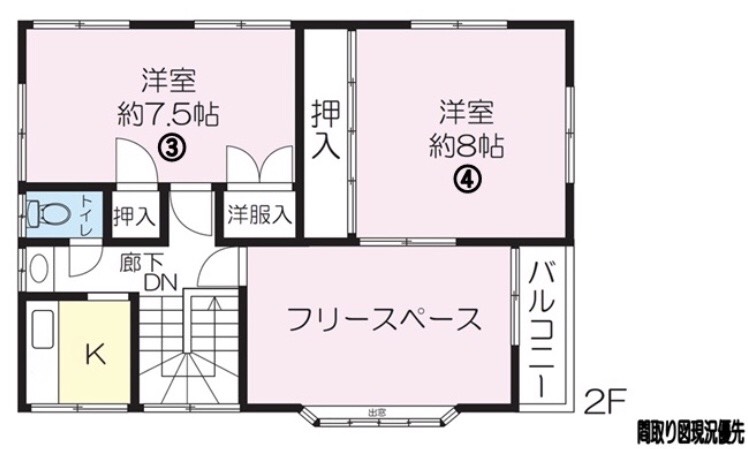 洋室
約7.5帖
③
押入
洋室
約8帖
④
トイレ
押入
洋服入
廊下
DN
K
フリースペース
バルコニー
出窓
2F
間取り図現況優先